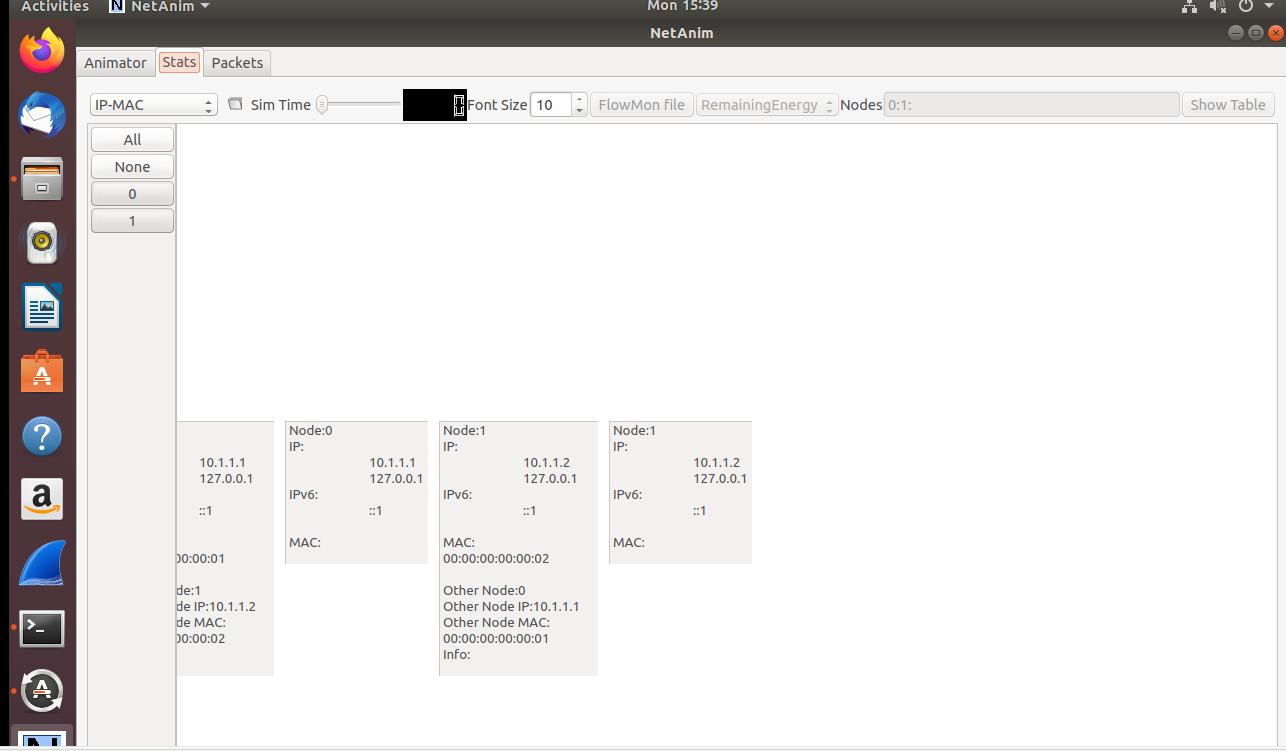 Activities NetAnim Mon 15:39
NetAnim
Animator Stats Packets
IP-MAC Sim Time Font Size 10 FlowMon file RemainingEnergy Nodes 0:1: Show Table
All
None
0
1
10.1.1.1
127.0.0.1
::1
00:00:01
de:1
de IP:10.1.1.2
de MAC:
00:00:02
Node:0
IP:
10.1.1.1
127.0.0.1
IPv6:
::1
MAC:
Node:1
IP:
10.1.1.2
127.0.0.1
IPv6:
::1
MAC:
00:00:00:00:00:02
Other Node:0
Other Node IP:10.1.1.1
Other Node MAC:
00:00:00:00:00:01
Info:
Node:1
IP:
10.1.1.2
127.0.0.1
IPv6:
::1
MAC: